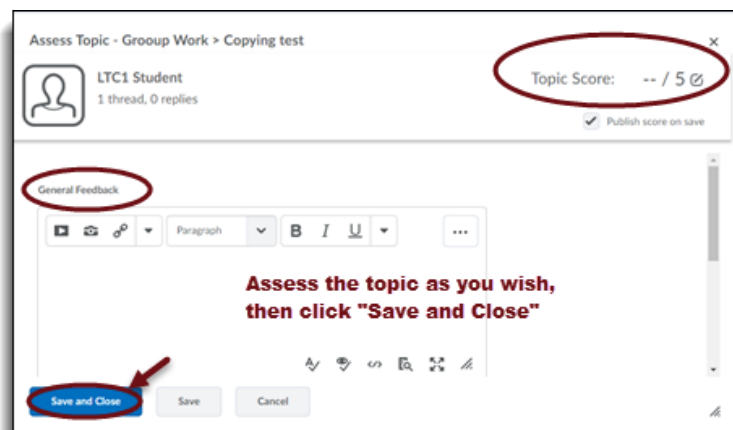 Assess Topic - Grooup Work > Copying test
LTC1 Student
1 thread, 0 replies
Topic Score: -- / 5
Publish score on save
General Feedback
Paragraph B I U ...
Assess the topic as you wish,
then click "Save and Close"
Save and Close Save Cancel